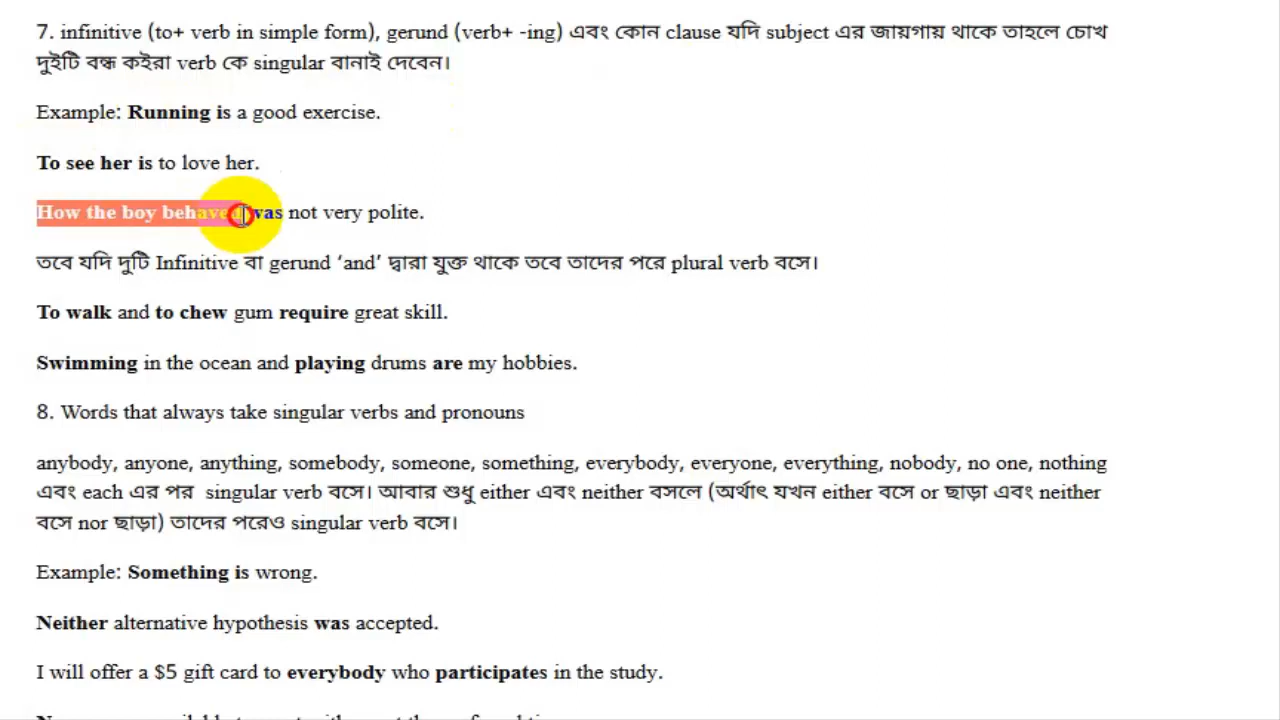 7. infinitive (to+ verb in simple form), gerund (verb+ -ing) এবং কোন clause যদি subject এর জায়গায় থাকে তাহলে চোখ
দুইটি বন্ধ কইরা verb কে singular বানাই দেবেন।
Example: Running is a good exercise.
To see her is to love her.
How the boy behaved was not very polite.
তবে যদি দুটি Infinitive বা gerund ‘and’ দ্বারা যুক্ত থাকে তবে তাদের পরে plural verb বসে।
To walk and to chew gum require great skill.
Swimming in the ocean and playing drums are my hobbies.
8. Words that always take singular verbs and pronouns
anybody, anyone, anything, somebody, someone, something, everybody, everyone, everything, nobody, no one, nothing
এবং each এর পর singular verb বসে। আবার শুধু either এবং neither বসলে (অর্থাৎ যখন either বসে or ছাড়া এবং neither
বসে nor ছাড়া) তাদের পরেও singular verb বসে।
Example: Something is wrong.
Neither alternative hypothesis was accepted.
I will offer a $5 gift card to everybody who participates in the study.